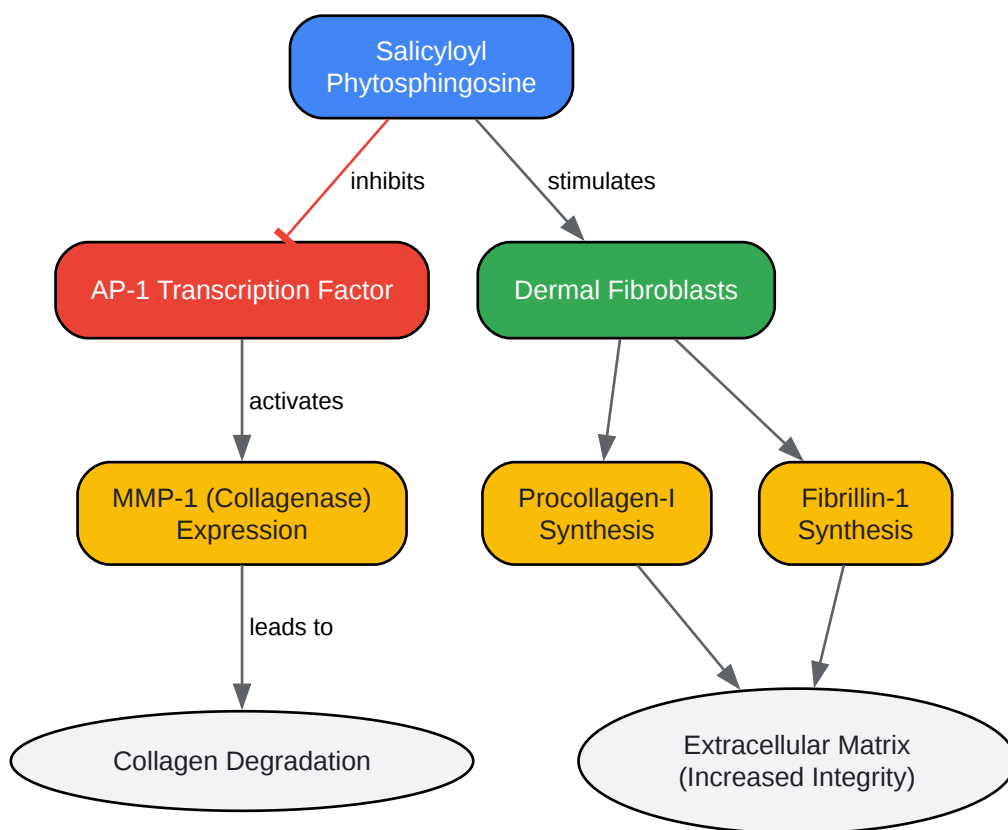 Salicyloyl
Phytosphingosine
inhibits
stimulates
AP-1 Transcription Factor
Dermal Fibroblasts
activates
MMP-1 (Collagenase)
Expression
Procollagen-I
Synthesis
Fibrillin-1
Synthesis
leads to
Collagen Degradation
Extracellular Matrix
(Increased Integrity)